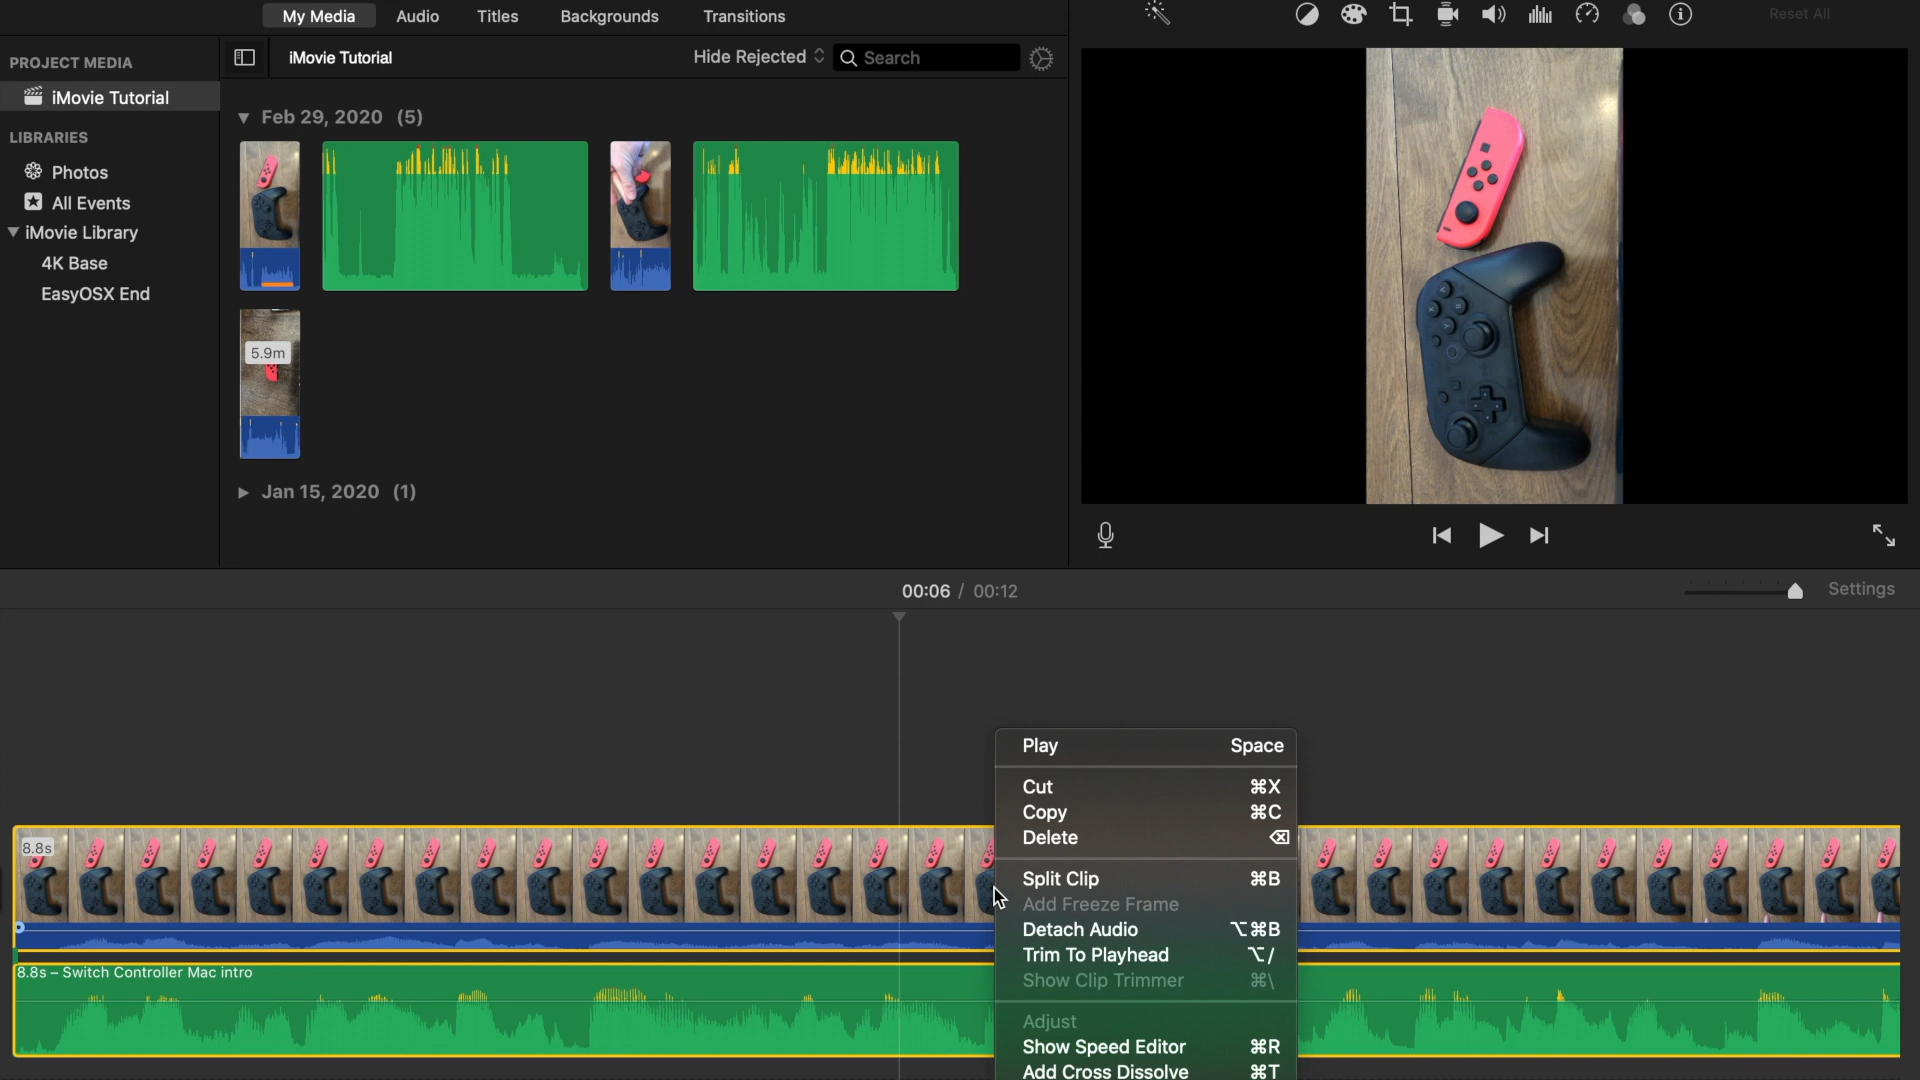 My Media Audio Titles Backgrounds Transitions
Reset All
PROJECT MEDIA
iMovie Tutorial
LIBRARIES
Photos
All Events
iMovie Library
4K Base
EasyOSX End
iMovie Tutorial Hide Rejected Search
Feb 29, 2020 (5)
5.9m
Jan 15, 2020 (1)
00:06 / 00:12 Settings
8.8s
8.8s – Switch Controller Mac intro
Play Space
Cut ⌘X
Copy ⌘C
Delete ⌫
Split Clip ⌘B
Add Freeze Frame
Detach Audio ⌥⌘B
Trim To Playhead ⌥/
Show Clip Trimmer ⌘\
Adjust
Show Speed Editor ⌘R
Add Cross Dissolve ⌘T